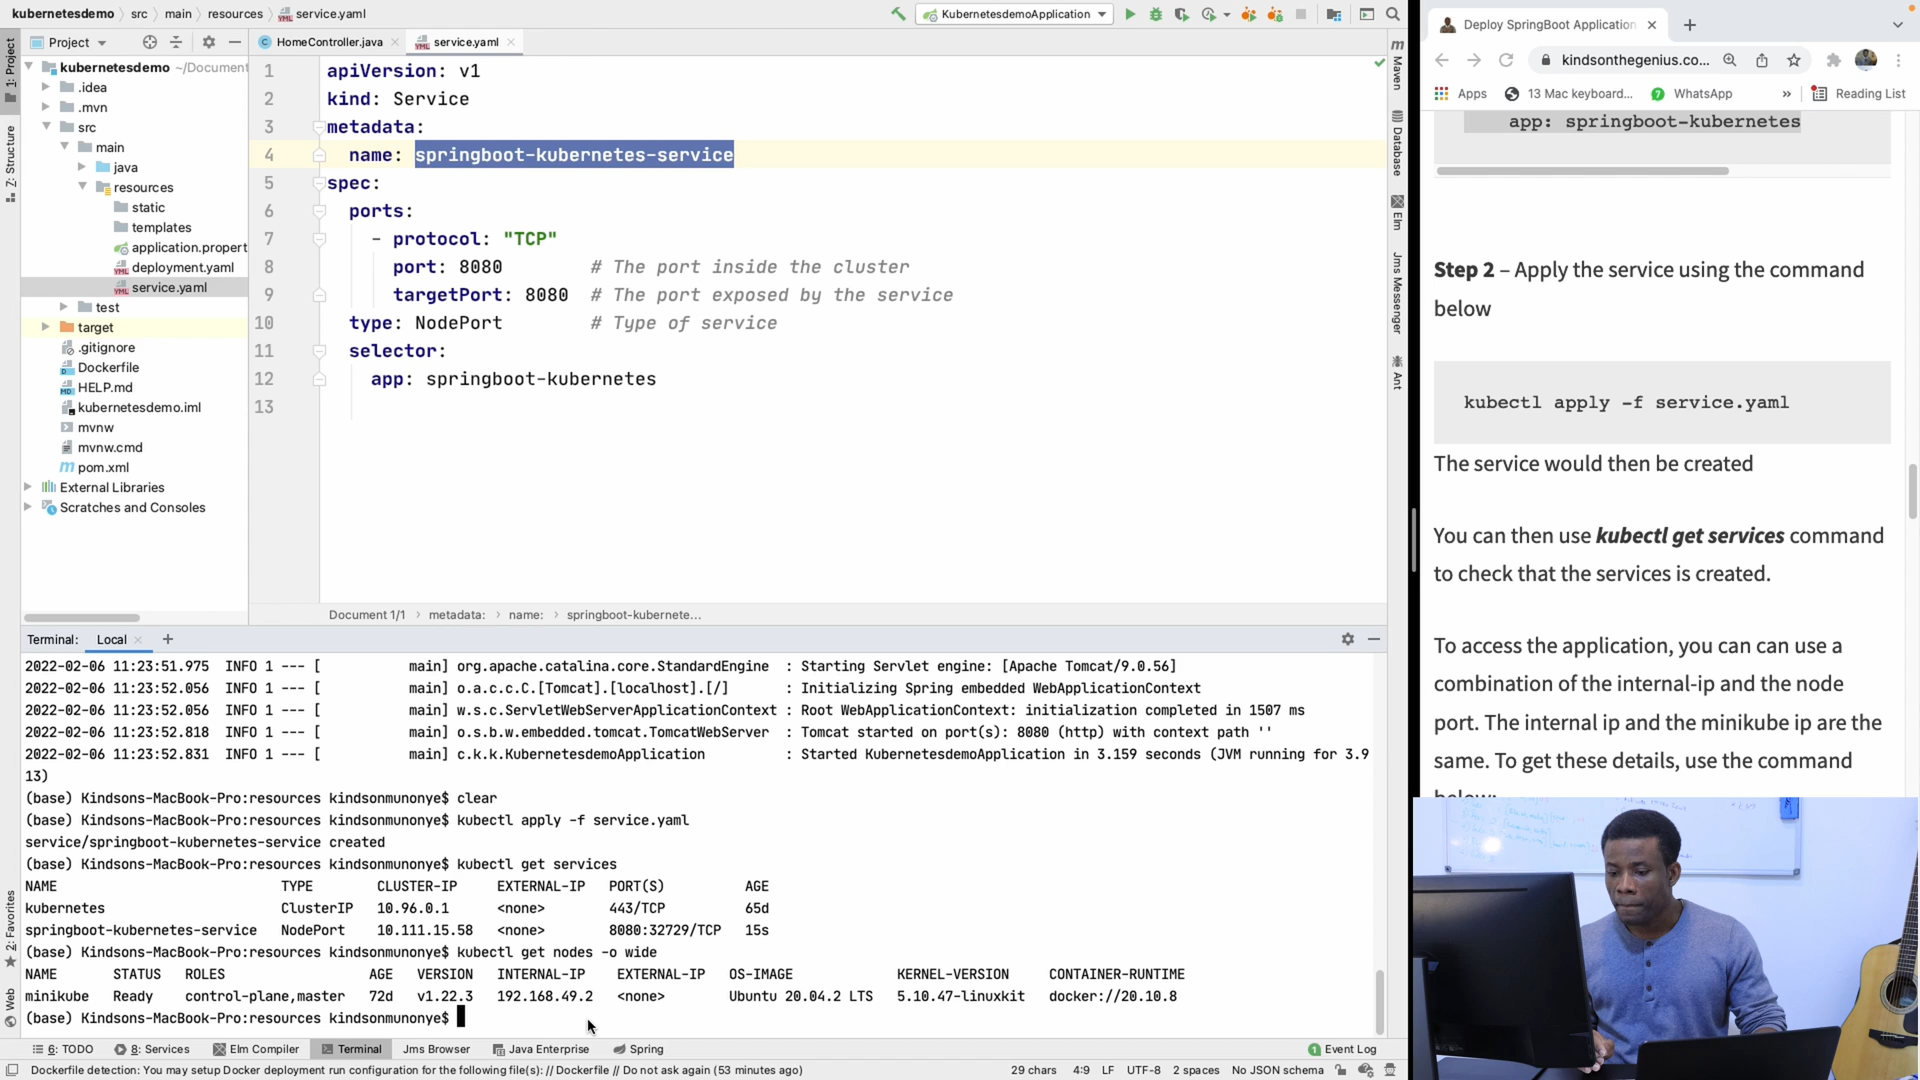 kubernetesdemo › src › main › resources › service.yaml
KubernetesdemoApplication
Project
HomeController.java
service.yaml
1: Project
Z: Structure
2: Favorites
Web
kubernetesdemo ~/Document
.idea
.mvn
src
main
java
resources
static
templates
application.propert
deployment.yaml
service.yaml
test
target
.gitignore
Dockerfile
HELP.md
kubernetesdemo.iml
mvnw
mvnw.cmd
pom.xml
External Libraries
Scratches and Consoles
1 apiVersion: v1
2 kind: Service
3 metadata:
4 name: springboot-kubernetes-service
5 spec:
6 ports:
7 - protocol: "TCP"
8 port: 8080 # The port inside the cluster
9 targetPort: 8080 # The port exposed by the service
10 type: NodePort # Type of service
11 selector:
12 app: springboot-kubernetes
13
Document 1/1 › metadata: › name: › springboot-kubernete...
Maven
Database
Elm
Jms Messenger
Ant
Terminal: Local
2022-02-06 11:23:51.975 INFO 1 --- [ main] org.apache.catalina.core.StandardEngine : Starting Servlet engine: [Apache Tomcat/9.0.56]
2022-02-06 11:23:52.056 INFO 1 --- [ main] o.a.c.c.C.[Tomcat].[localhost].[/] : Initializing Spring embedded WebApplicationContext
2022-02-06 11:23:52.056 INFO 1 --- [ main] w.s.c.ServletWebServerApplicationContext : Root WebApplicationContext: initialization completed in 1507 ms
2022-02-06 11:23:52.818 INFO 1 --- [ main] o.s.b.w.embedded.tomcat.TomcatWebServer : Tomcat started on port(s): 8080 (http) with context path ''
2022-02-06 11:23:52.831 INFO 1 --- [ main] c.k.k.KubernetesdemoApplication : Started KubernetesdemoApplication in 3.159 seconds (JVM running for 3.9
13)
(base) Kindsons-MacBook-Pro:resources kindsonmunonye$ clear
(base) Kindsons-MacBook-Pro:resources kindsonmunonye$ kubectl apply -f service.yaml
service/springboot-kubernetes-service created
(base) Kindsons-MacBook-Pro:resources kindsonmunonye$ kubectl get services
NAME TYPE CLUSTER-IP EXTERNAL-IP PORT(S) AGE
kubernetes ClusterIP 10.96.0.1 <none> 443/TCP 65d
springboot-kubernetes-service NodePort 10.111.15.58 <none> 8080:32729/TCP 15s
(base) Kindsons-MacBook-Pro:resources kindsonmunonye$ kubectl get nodes -o wide
NAME STATUS ROLES AGE VERSION INTERNAL-IP EXTERNAL-IP OS-IMAGE KERNEL-VERSION CONTAINER-RUNTIME
minikube Ready control-plane,master 72d v1.22.3 192.168.49.2 <none> Ubuntu 20.04.2 LTS 5.10.47-linuxkit docker://20.10.8
(base) Kindsons-MacBook-Pro:resources kindsonmunonye$
6: TODO 8: Services Elm Compiler Terminal Jms Browser Java Enterprise Spring 1 Event Log
Dockerfile detection: You may setup Docker deployment run configuration for the following file(s): // Dockerfile // Do not ask again (53 minutes ago) 29 chars 4:9 LF UTF-8 2 spaces No JSON schema
Deploy SpringBoot Application
kindsonthegenius.co...
Apps 13 Mac keyboard... WhatsApp » Reading List
app: springboot-kubernetes
Step 2 – Apply the service using the command
below
kubectl apply –f service.yaml
The service would then be created
You can then use kubectl get services command
to check that the services is created.
To access the application, you can can use a
combination of the internal-ip and the node
port. The internal ip and the minikube ip are the
same. To get these details, use the command
below: